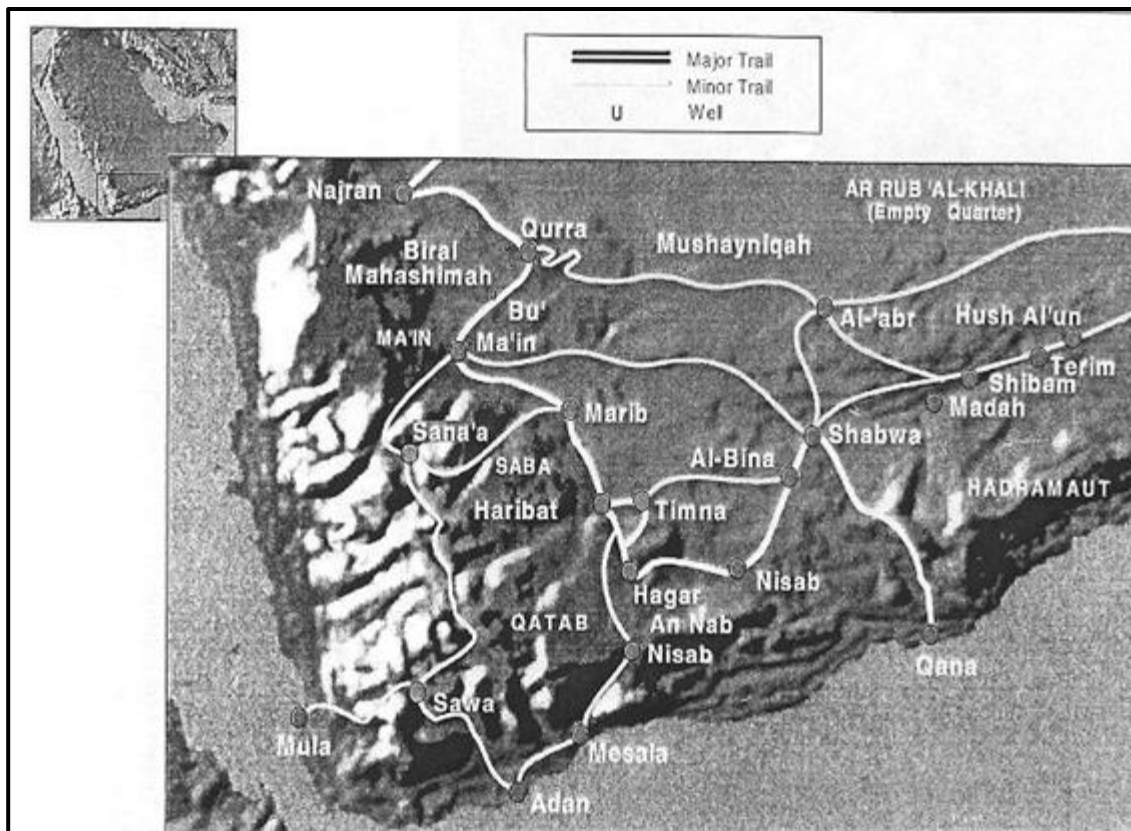 Major Trail
Minor Trail
U Well
Najran
AR RUB 'AL-KHALI
(Empty Quarter)
Qurra
Mushayniqah
Biral
Mahashimah
Bu'
Al-'abr
Hush Al'un
MA'IN
Ma'in
Terim
Shibam
Madah
Marib
Sana'a
Shabwa
SABA
Al-Bina
HADRAMAUT
Haribat
Timna
Nisab
Hagar
QATAB
An Nab
Nisab
Qana
Sawa
Mula
Mesala
Adan